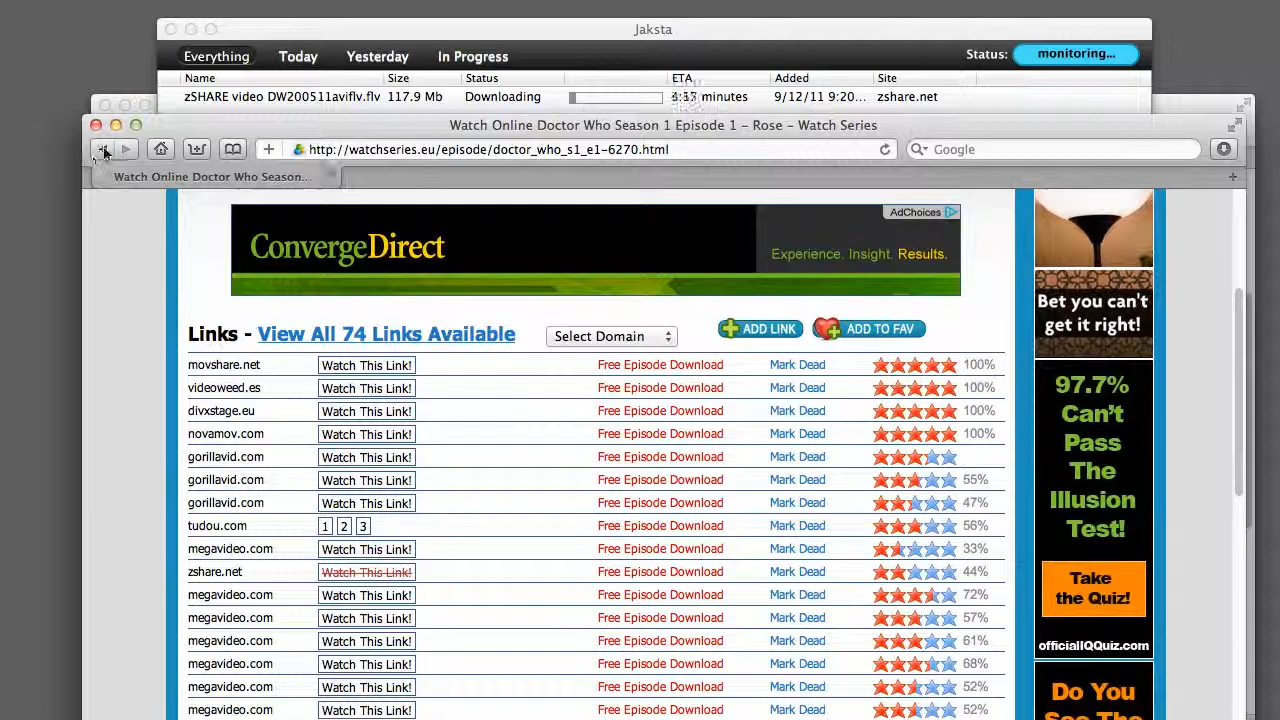 Jaksta
Everything Today Yesterday In Progress Status: monitoring...
Name Size Status ETA Added Site
zSHARE video DW200511aviflv.flv 117.9 Mb Downloading minutes 9/12/11 9:20... zshare.net
Watch Online Doctor Who Season 1 Episode 1 – Rose – Watch Series
http://watchseries.eu/episode/doctor_who_s1_e1-6270.html Google
Watch Online Doctor Who Season...
AdChoices
ConvergeDirect
Experience. Insight. Results.
Bet you can't
get it right!
Links - View All 74 Links Available Select Domain ADD LINK ADD TO FAV
movshare.net Watch This Link! Free Episode Download Mark Dead 100%
videoweed.es Watch This Link! Free Episode Download Mark Dead 100%
divxstage.eu Watch This Link! Free Episode Download Mark Dead 100%
novamov.com Watch This Link! Free Episode Download Mark Dead 100%
gorillavid.com Watch This Link! Free Episode Download Mark Dead
gorillavid.com Watch This Link! Free Episode Download Mark Dead 55%
gorillavid.com Watch This Link! Free Episode Download Mark Dead 47%
tudou.com 1 2 3 Free Episode Download Mark Dead 56%
megavideo.com Watch This Link! Free Episode Download Mark Dead 33%
zshare.net Watch This Link! Free Episode Download Mark Dead 44%
megavideo.com Watch This Link! Free Episode Download Mark Dead 72%
megavideo.com Watch This Link! Free Episode Download Mark Dead 57%
megavideo.com Watch This Link! Free Episode Download Mark Dead 61%
megavideo.com Watch This Link! Free Episode Download Mark Dead 68%
megavideo.com Watch This Link! Free Episode Download Mark Dead 52%
megavideo.com Watch This Link! Free Episode Download Mark Dead 52%
97.7%
Can't
Pass
The
Illusion
Test!
Take
the Quiz!
officialIQQuiz.com
Do You
See The